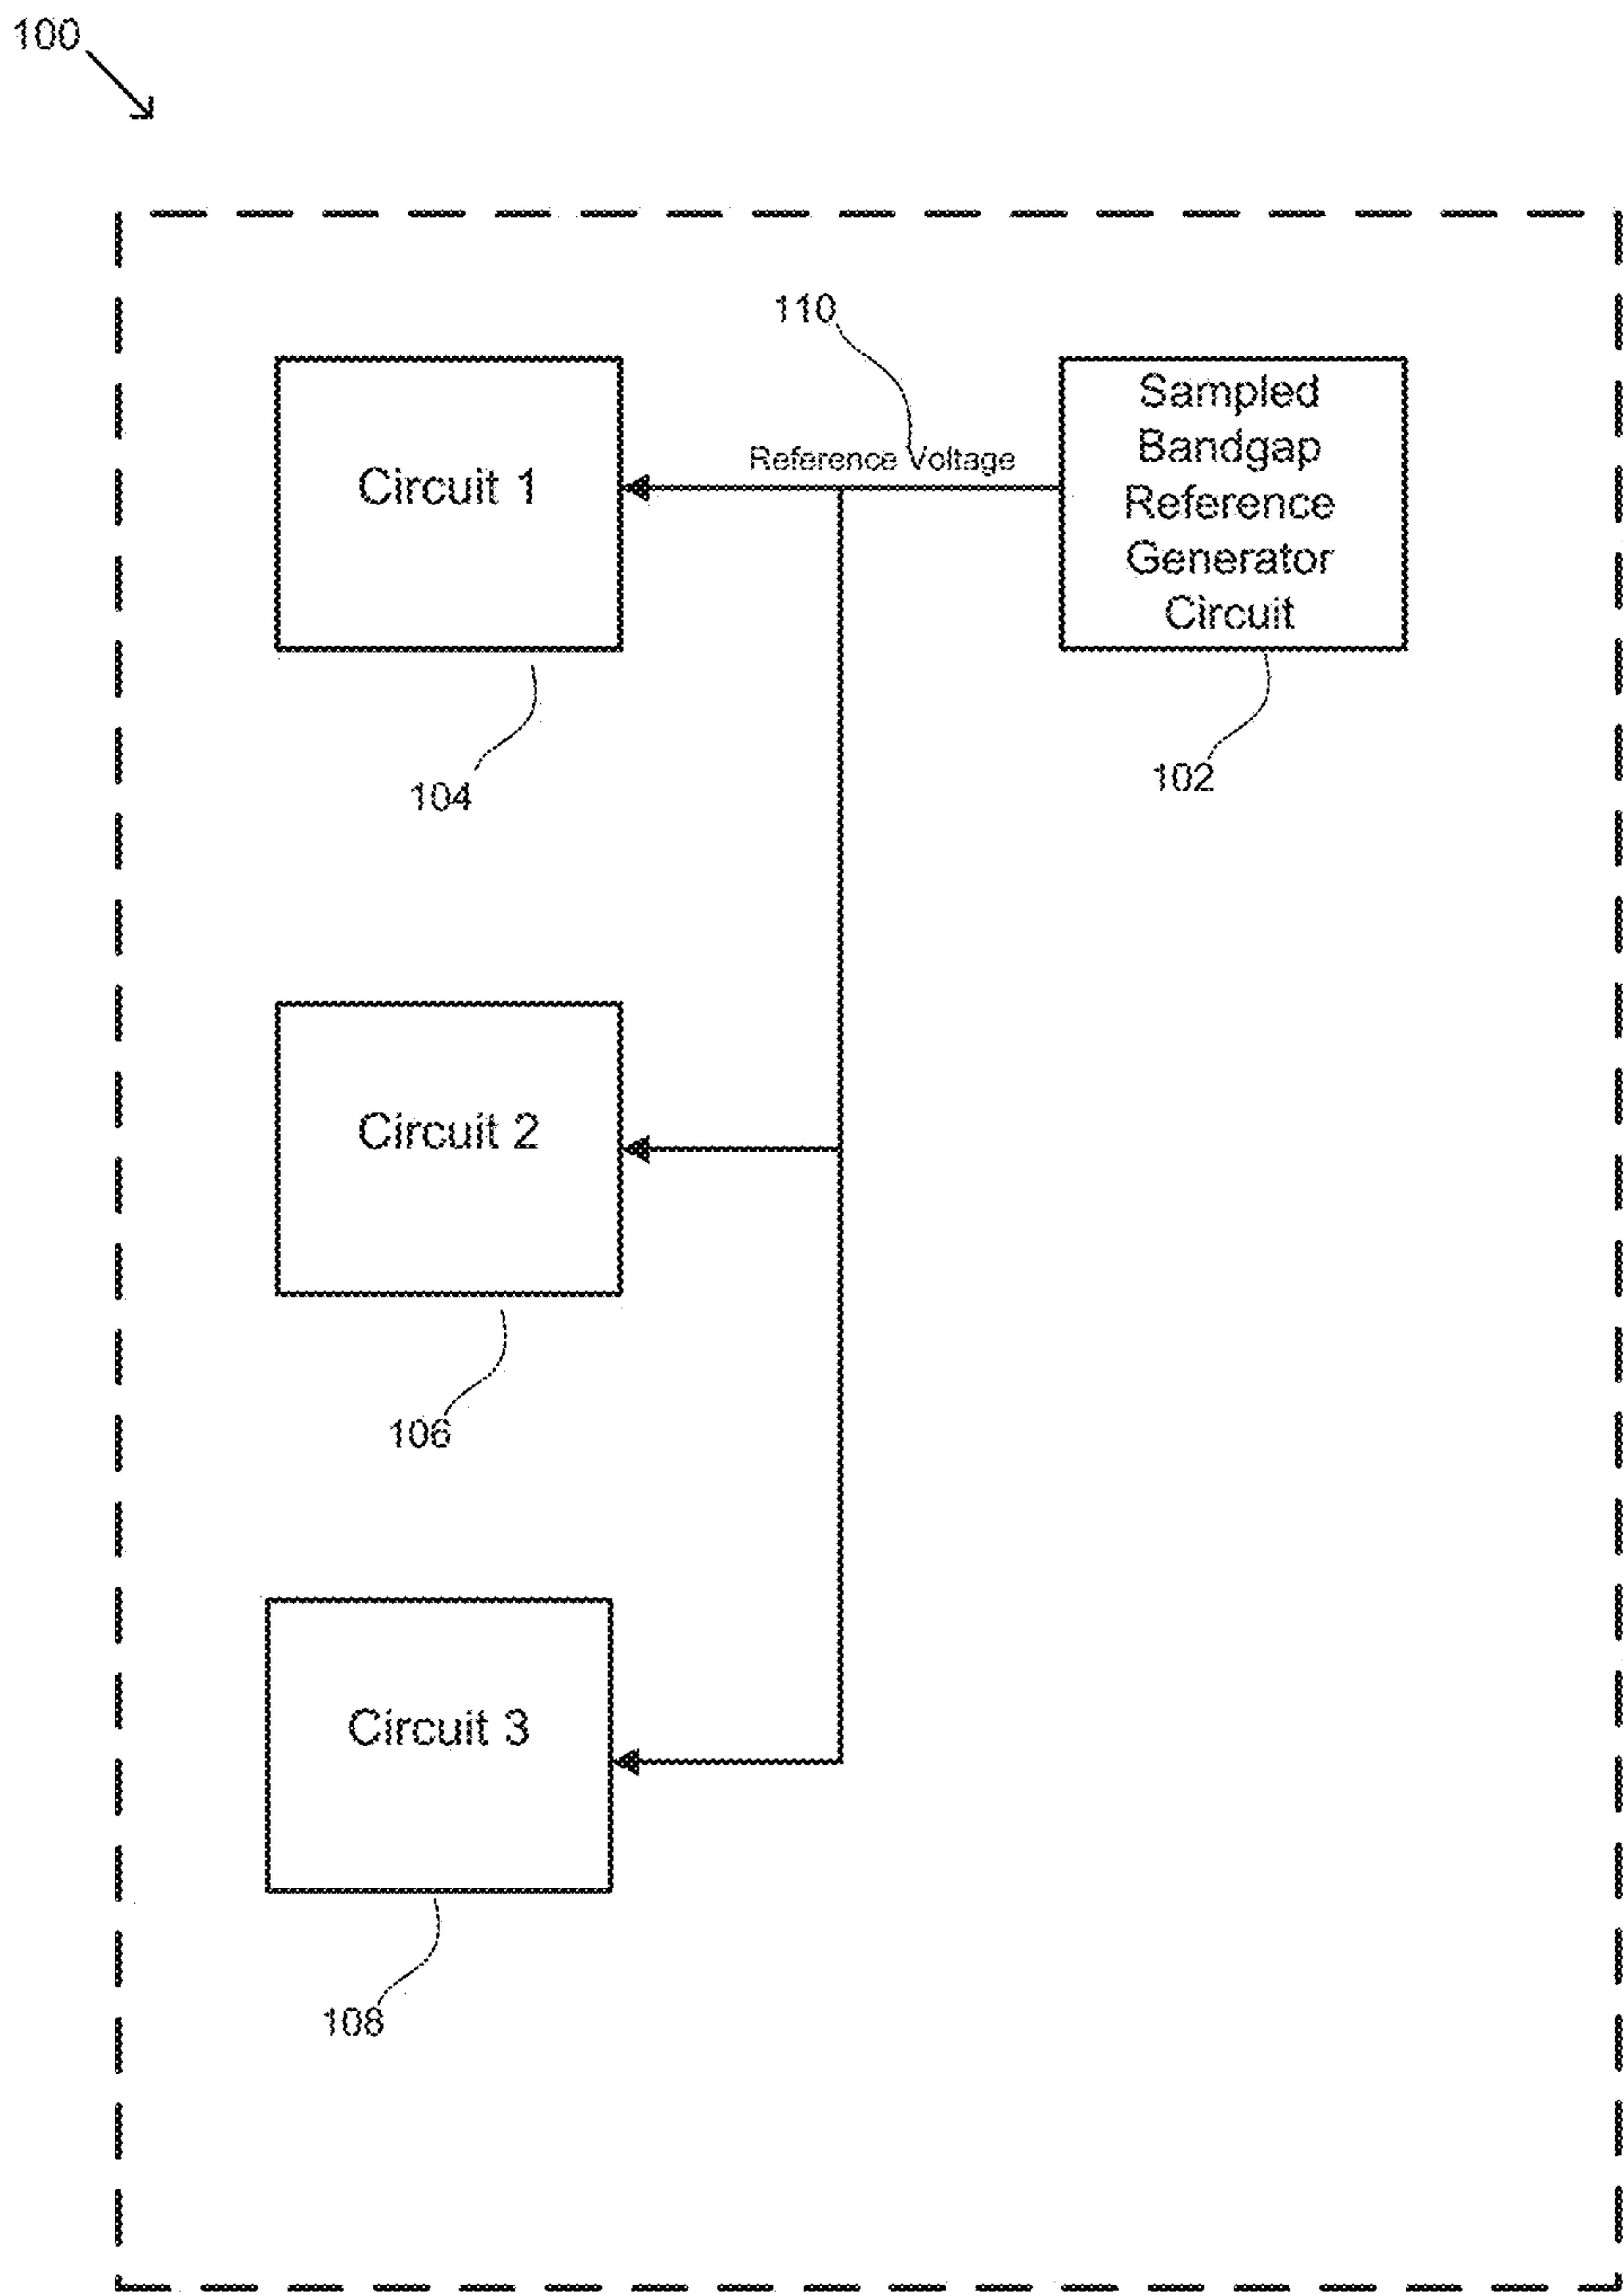 100
110
Circuit 1
Reference Voltage
Sampled
Bandgap
Reference
Generator
Circuit
104
102
Circuit 2
106
Circuit 3
108